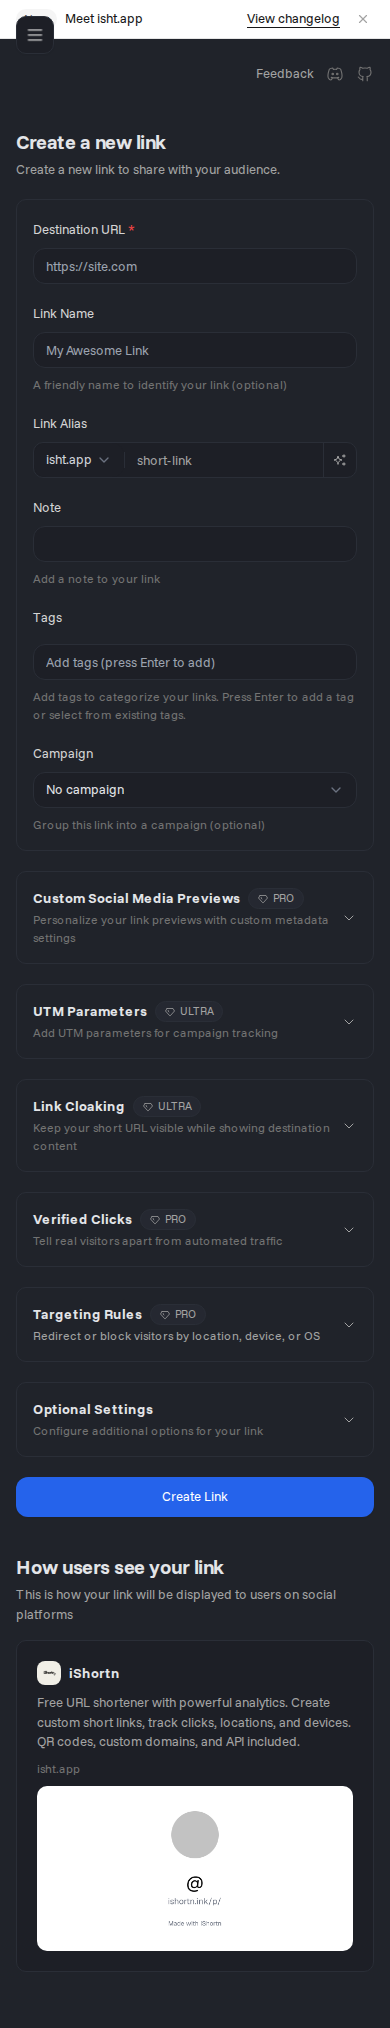 Meet isht.app
View changelog
Feedback
Create a new link
Create a new link to share with your audience.
Destination URL *
https://site.com
Link Name
My Awesome Link
A friendly name to identify your link (optional)
Link Alias
isht.app
short-link
Note
Add a note to your link
Tags
Add tags (press Enter to add)
Add tags to categorize your links. Press Enter to add a tag
or select from existing tags.
Campaign
No campaign
Group this link into a campaign (optional)
Custom Social Media Previews PRO
Personalize your link previews with custom metadata
settings
UTM Parameters ULTRA
Add UTM parameters for campaign tracking
Link Cloaking ULTRA
Keep your short URL visible while showing destination
content
Verified Clicks PRO
Tell real visitors apart from automated traffic
Targeting Rules PRO
Redirect or block visitors by location, device, or OS
Optional Settings
Configure additional options for your link
Create Link
How users see your link
This is how your link will be displayed to users on social
platforms
iShortn
Free URL shortener with powerful analytics. Create
custom short links, track clicks, locations, and devices.
QR codes, custom domains, and API included.
isht.app
@
ishortn.ink/p/
Made with iShortn